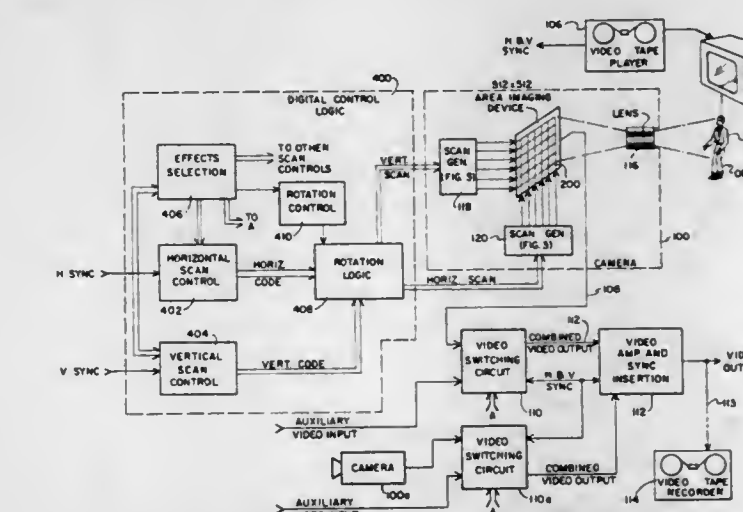 106
H. & V
SYNC
VIDEO TAPE
PLAYER
400
DIGITAL CONTROL
LOGIC
512 x 512
AREA IMAGING
DEVICE
LENS
116
EFFECTS
SELECTION
406
TO OTHER
SCAN
CONTROLS
TO
A
ROTATION
CONTROL
410
VERT.
SCAN
SCAN
GEN
(FIG. 5)
118
200
120
SCAN GEN
(FIG. 5)
100
CAMERA
H SYNC
HORIZONTAL
SCAN
CONTROL
402
HORIZ
CODE
ROTATION
LOGIC
408
HORIZ SCAN
108
V SYNC
404
VERTICAL
SCAN
CONTROL
VERT. CODE
VIDEO
SWITCHING
CIRCUIT
110
A
112
COMBINED
VIDEO OUTPUT
H. & V
SYNC
VIDEO
AMP AND
SYNC
INSERTION
112
113
AUXILIARY
VIDEO INPUT
CAMERA
100a
VIDEO
SWITCHING
CIRCUIT
110a
COMBINED
VIDEO OUTPUT
114
VIDEO TAPE
RECORDER
AUXILIARY